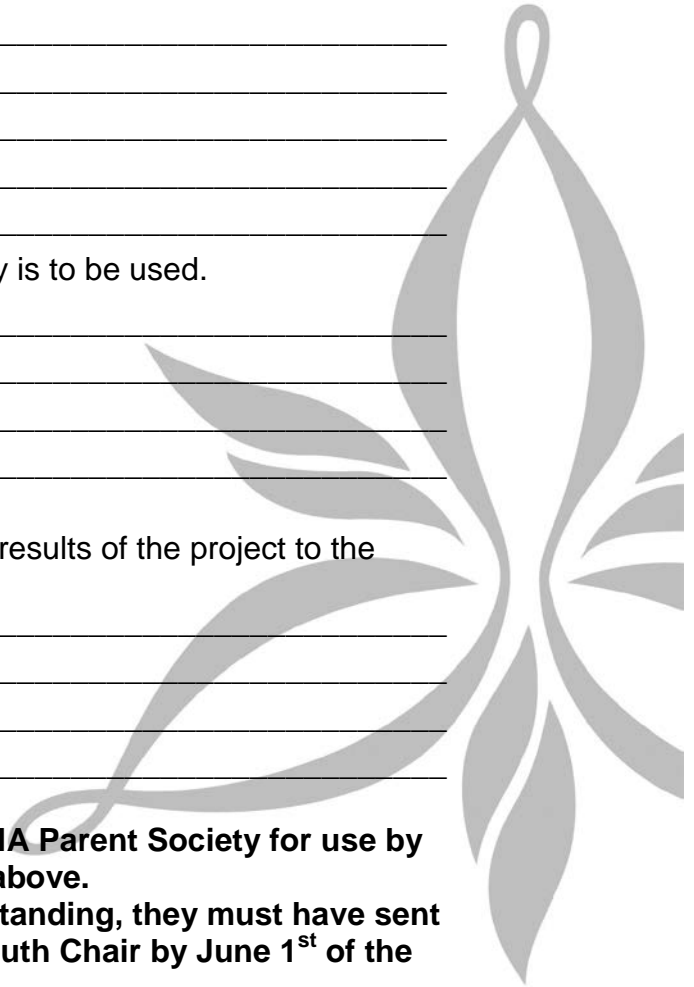 y is to be used.
results of the project to the
IA Parent Society for use by
above.
standing, they must have sent
uth Chair by June 1st of the